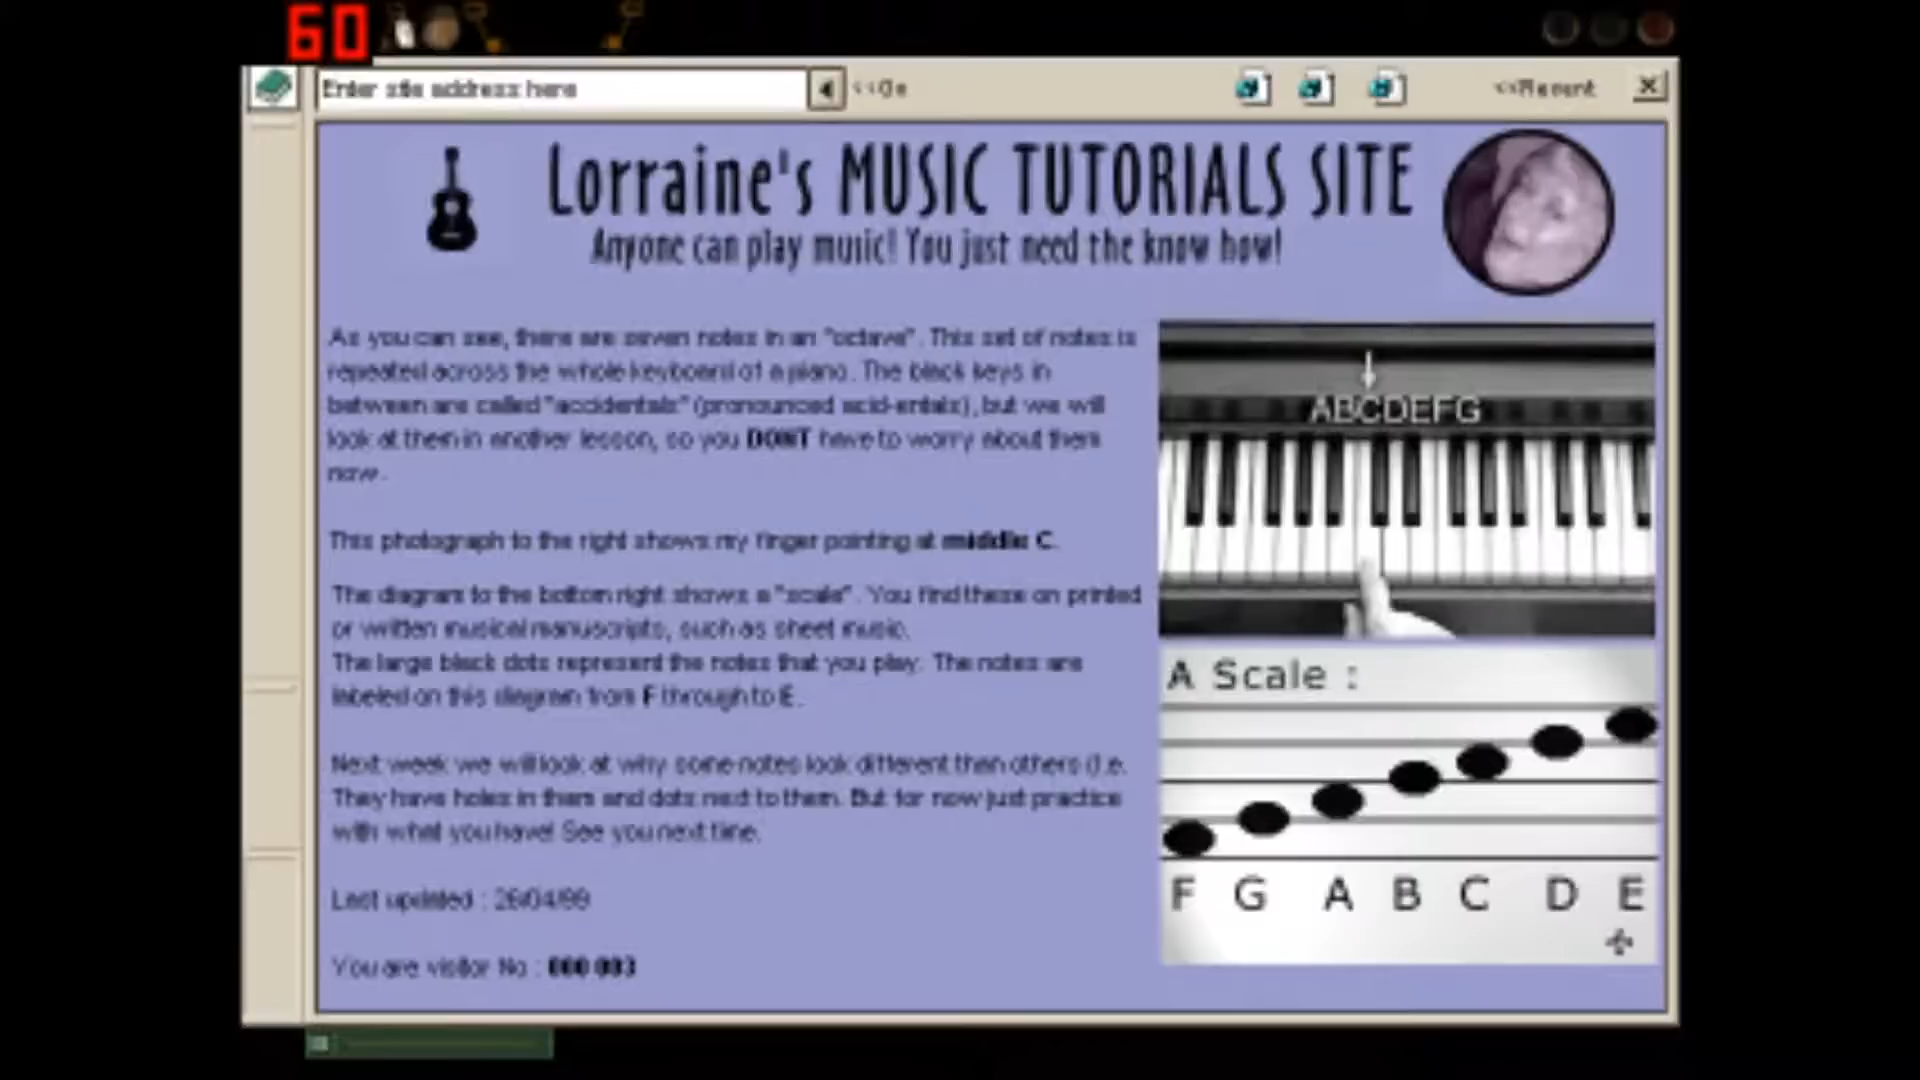 60
Enter site address here
<<Go
<<Recent
X
Lorraine's MUSIC TUTORIALS SITE
Anyone can play music! You just need the know how!
As you can see, there are seven notes in an "octave". This set of notes is
repeated across the whole keyboard of a piano. The black keys in
between are called "accidentals" (pronounced acid-entals), but we will
look at them in another lesson, so you DONT have to worry about them
now.
This photograph to the right shows my finger pointing at middle C.
The diagram to the bottom right shows a "scale". You find these on printed
or written musical manuscripts, such as sheet music.
The large black dots represent the notes that you play. The notes are
labeled on this diagram from F through to E.
Next week we will look at why some notes look different than others (I.e.
They have holes in them and dots next to them. But for now just practice
with what you have! See you next time.
Last updated : 26/04/99
You are visitor No : 000 003
ABCDEFG
A Scale :
F G A B C D E